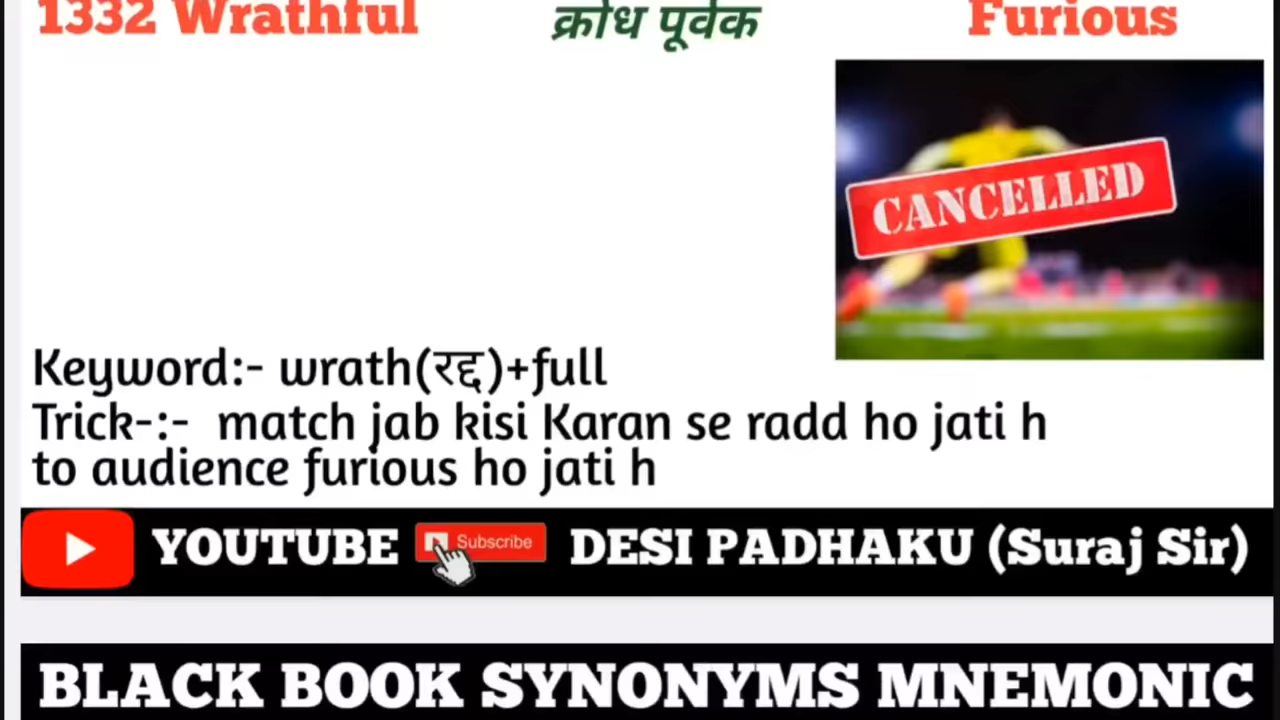 1332 Wrathful क्रोध पूर्वक Furious
CANCELLED
Keyword:- wrath(रद्द)+full
Trick-:- match jab kisi Karan se radd ho jati h
to audience furious ho jati h
YOUTUBE Subscribe DESI PADHAKU (Suraj Sir)
BLACK BOOK SYNONYMS MNEMONIC